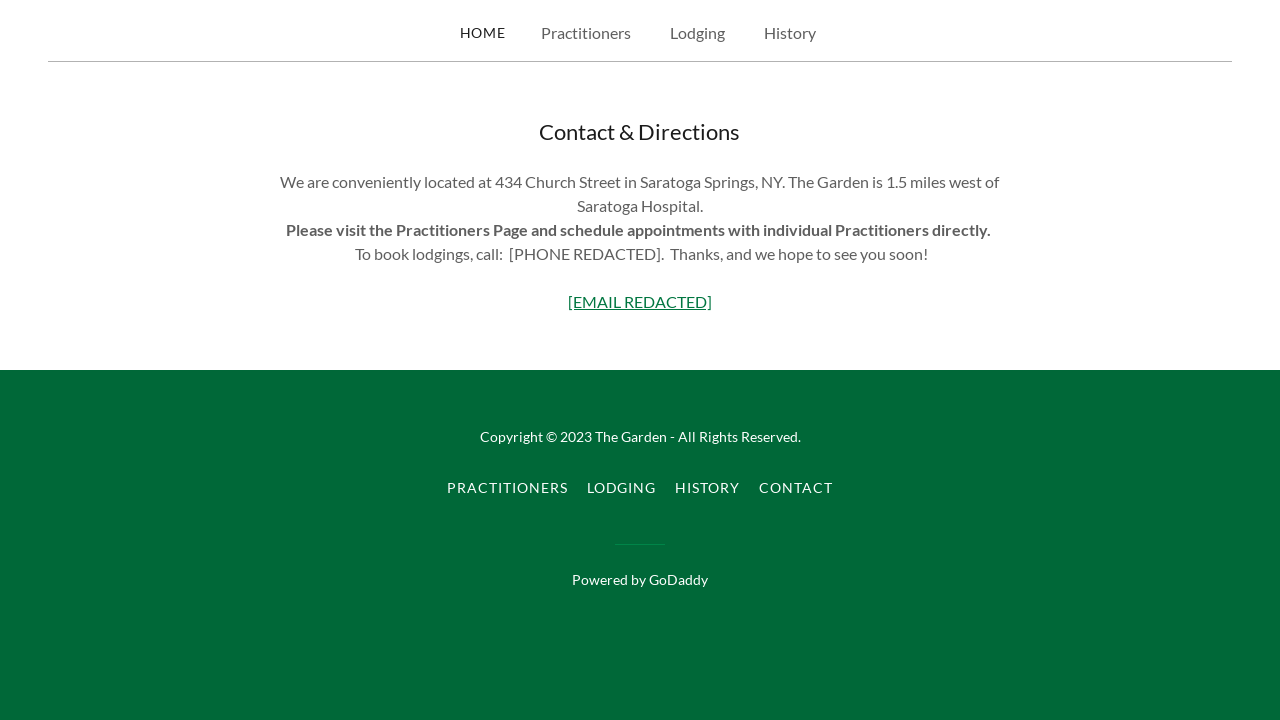 HOME Practitioners Lodging History
Contact & Directions
We are conveniently located at 434 Church Street in Saratoga Springs, NY. The Garden is 1.5 miles west of
Saratoga Hospital.
Please visit the Practitioners Page and schedule appointments with individual Practitioners directly.
To book lodgings, call:  [PHONE REDACTED].  Thanks, and we hope to see you soon!
[EMAIL REDACTED]
Copyright © 2023 The Garden - All Rights Reserved.
PRACTITIONERS LODGING HISTORY CONTACT
Powered by GoDaddy